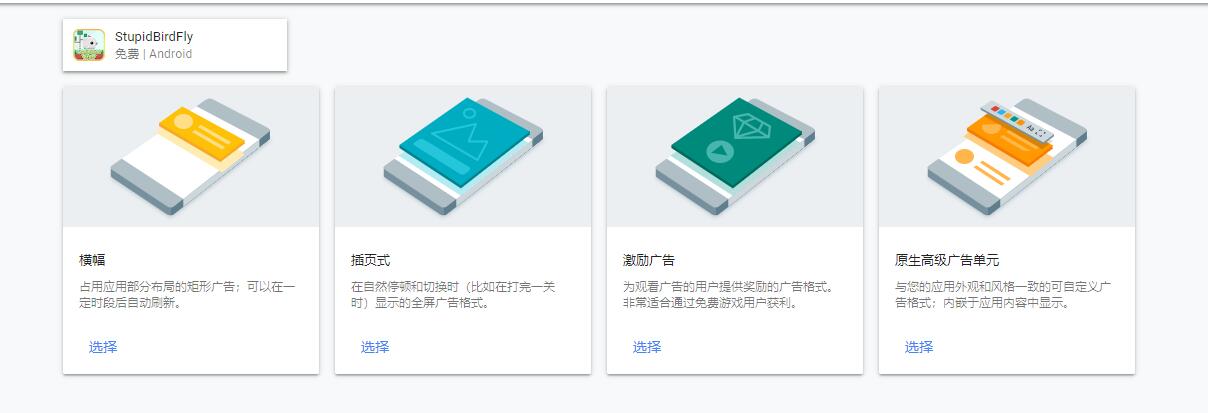 StupidBirdFly
免费 | Android
横幅
占用应用部分布局的矩形广告；可以在一
定时段后自动刷新。
选择
插页式
在自然停顿和切换时（比如在打完一关
时）显示的全屏广告格式。
选择
激励广告
为观看广告的用户提供奖励的广告格式。
非常适合通过免费游戏用户获利。
选择
Aa
原生高级广告单元
与您的应用外观和风格一致的可自定义广
告格式；内嵌于应用内容中显示。
选择